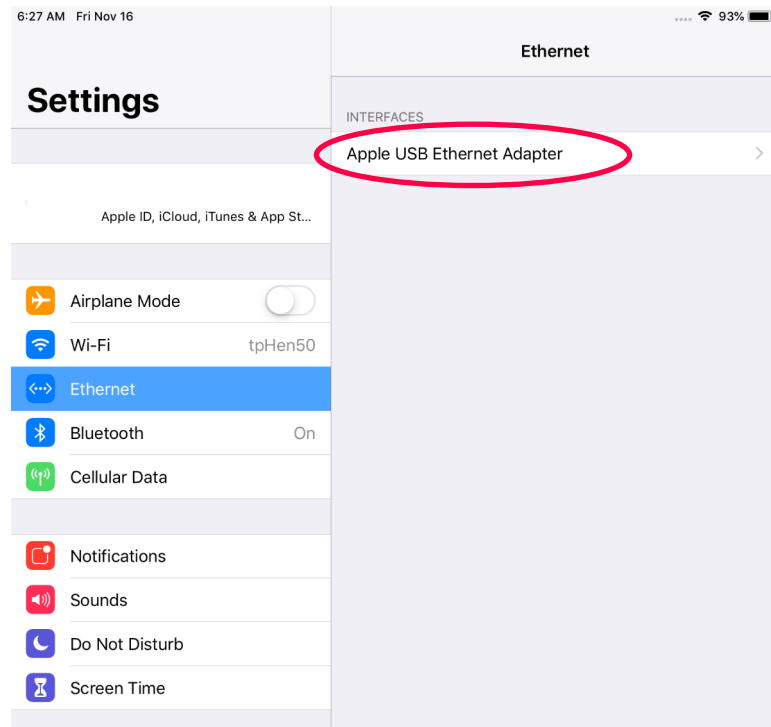 6:27 AM Fri Nov 16
93%
Settings
Ethernet
INTERFACES
Apple USB Ethernet Adapter
Apple ID, iCloud, iTunes & App St...
Airplane Mode
Wi-Fi tpHen50
Ethernet
Bluetooth On
Cellular Data
Notifications
Sounds
Do Not Disturb
Screen Time